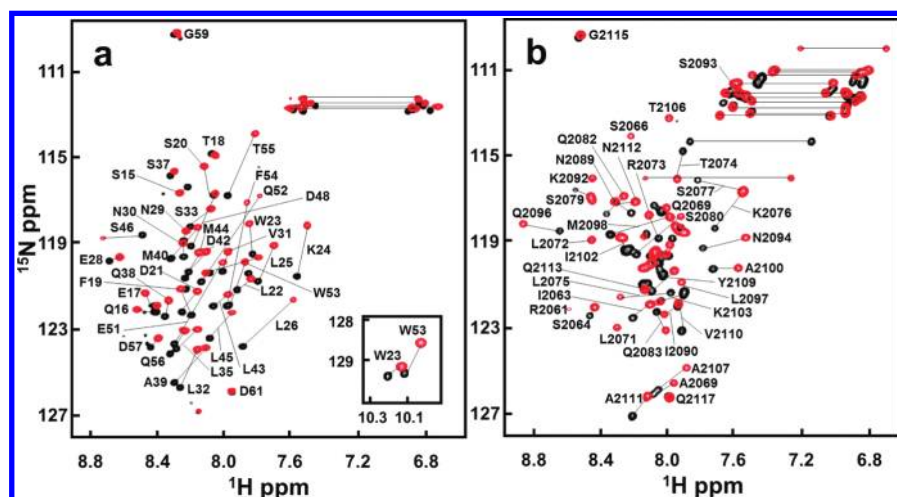 a
G59
111
115
119
123
127
15N ppm
S20
T18
T55
S37
F54
S15
Q52
N30
N29
S33
D48
S46
M44
W23
V31
M40
D42
K24
E28
Q38
D21
L25
F19
L22
W53
E17
Q16
L26
E51
D57
Q56
L45
L43
L35
A39
L32
D61
128
129
W53
W23
10.3
10.1
8.8
8.4
8.0
7.6
7.2
6.8
1H ppm
b
G2115
111
115
119
123
127
S2093
T2106
S2066
Q2082
N2112
R2073
N2089
T2074
K2092
S2077
S2079
Q2069
K2076
Q2096
M2098
S2080
L2072
I2102
N2094
Q2113
A2100
L2075
Y2109
I2063
L2097
R2061
K2103
S2064
V2110
L2071
I2090
Q2083
A2107
A2069
A2111
Q2117
8.8
8.4
8.0
7.6
7.2
6.8
1H ppm